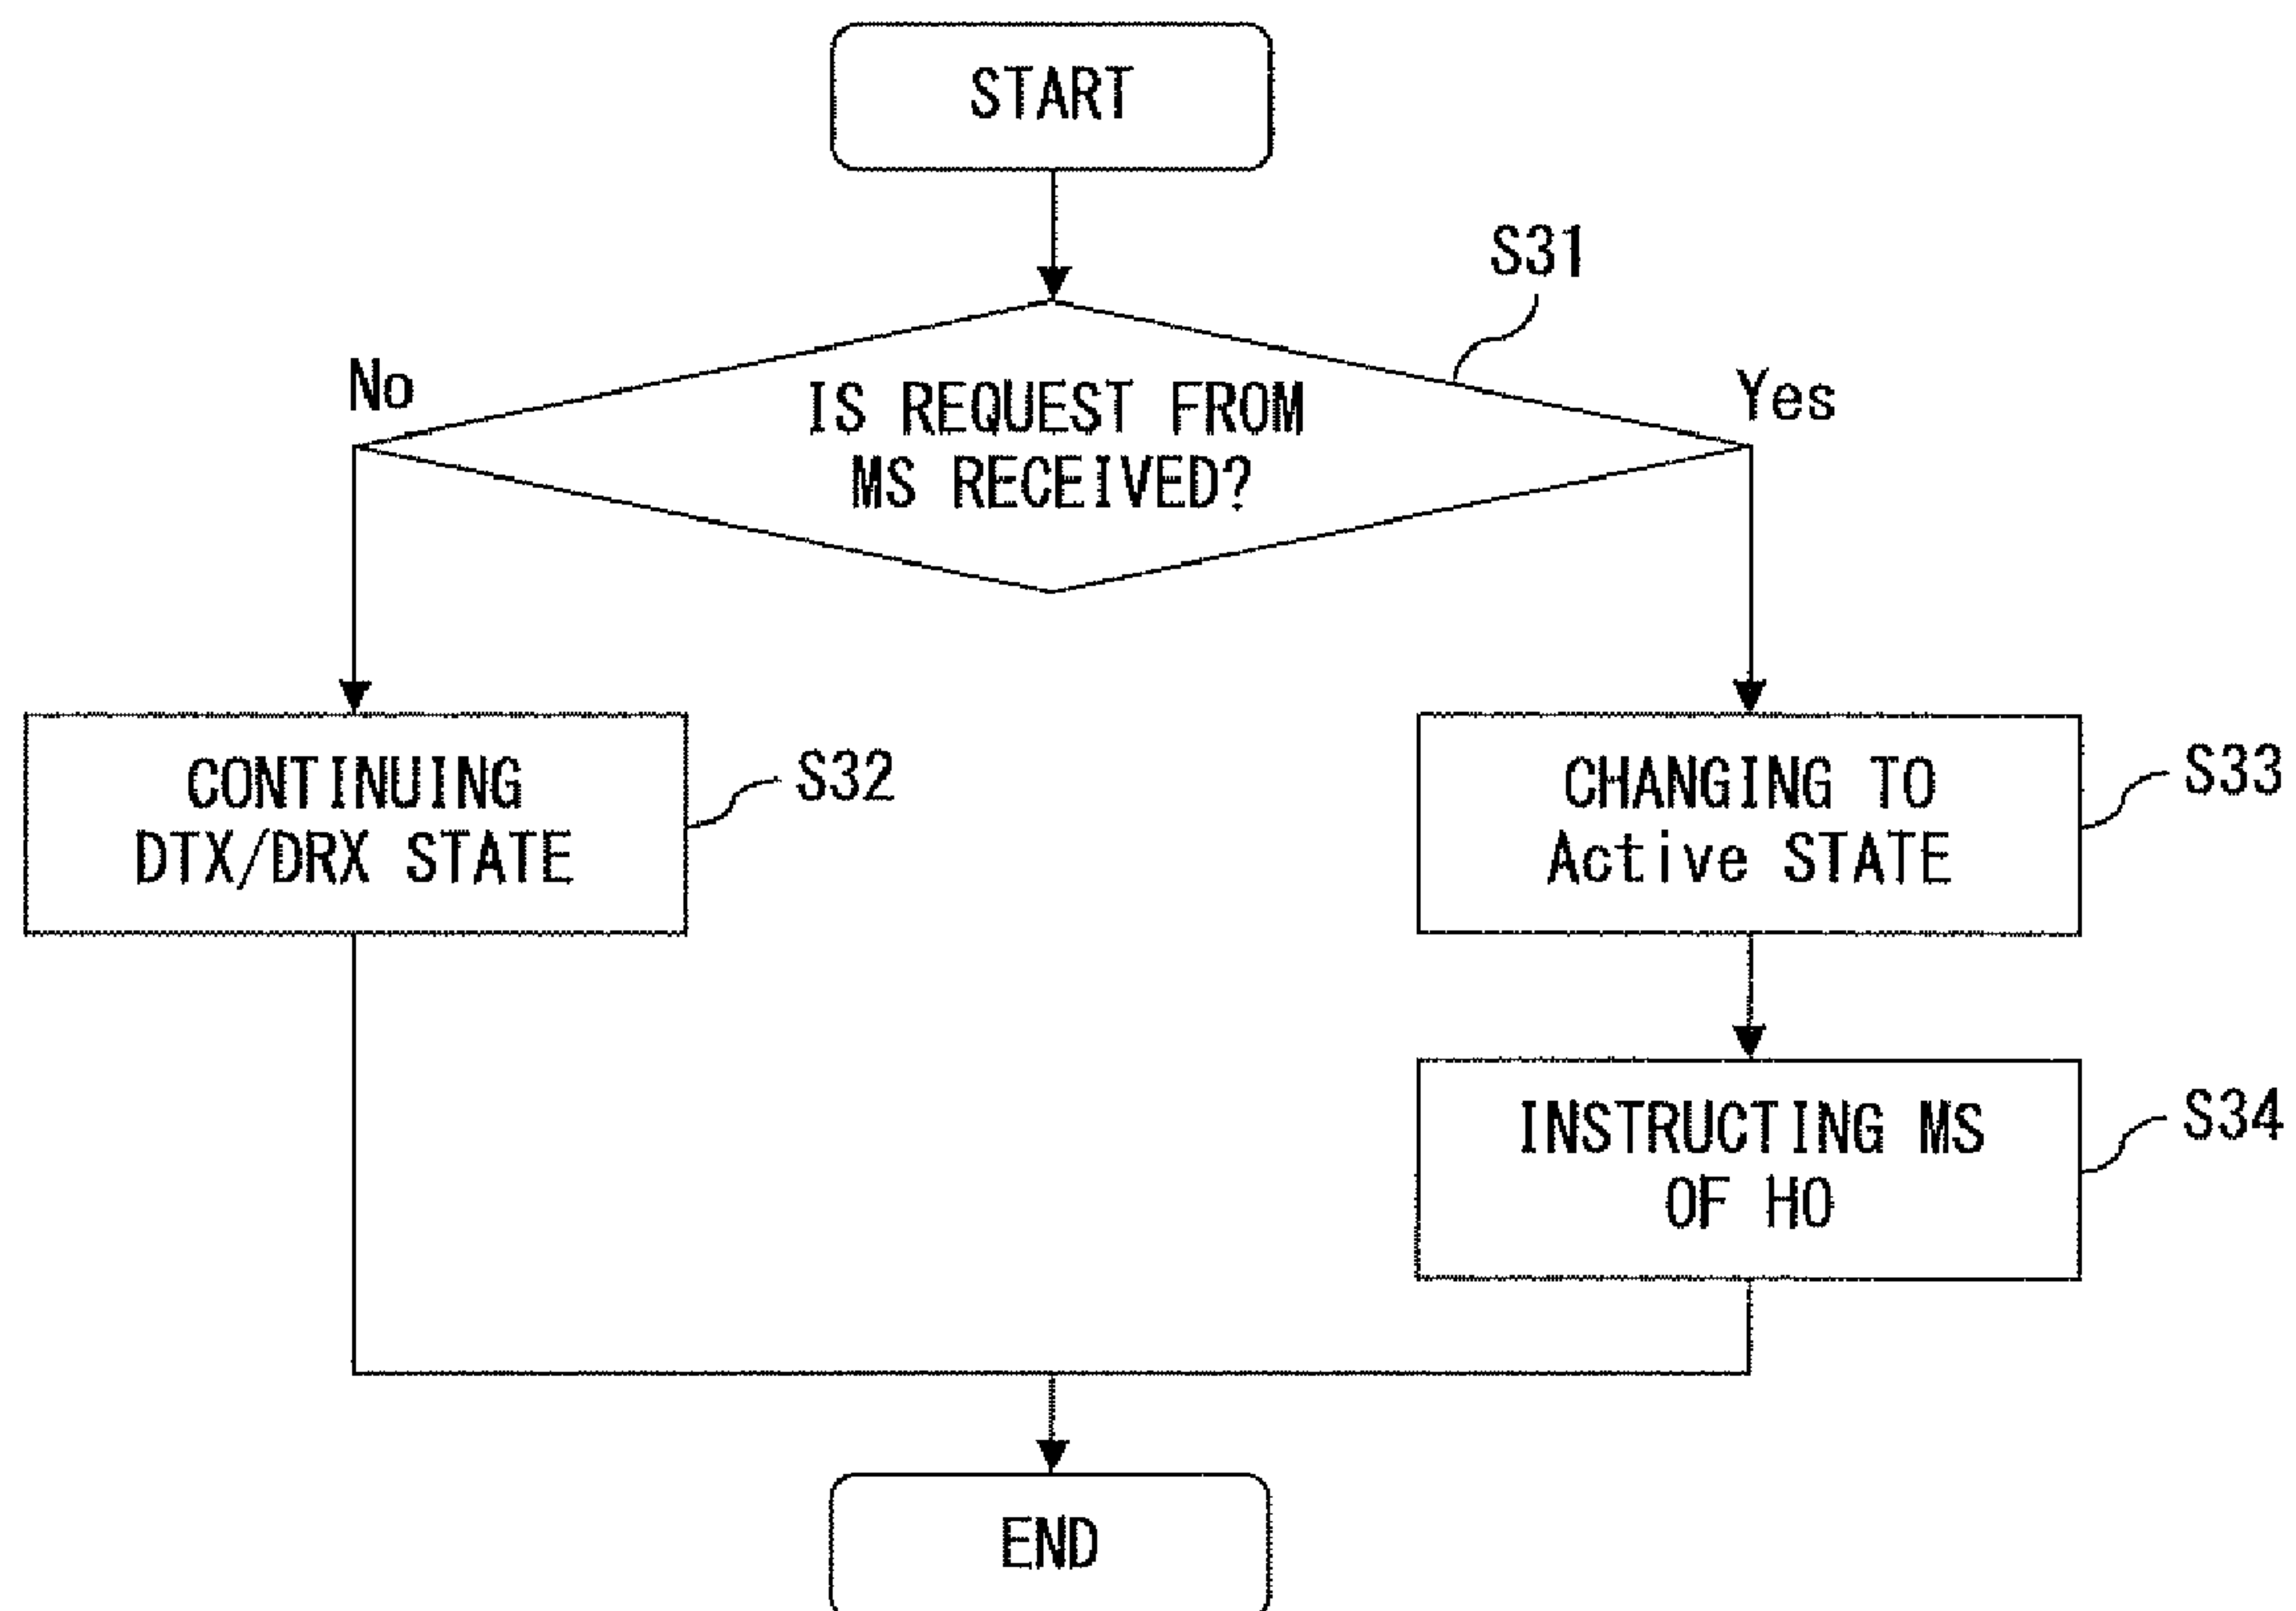 START
S31
No
Yes
IS REQUEST FROM
MS RECEIVED?
CONTINUING
DTX/DRX STATE
S32
CHANGING TO
Active STATE
S33
INSTRUCTING MS
OF HO
S34
END